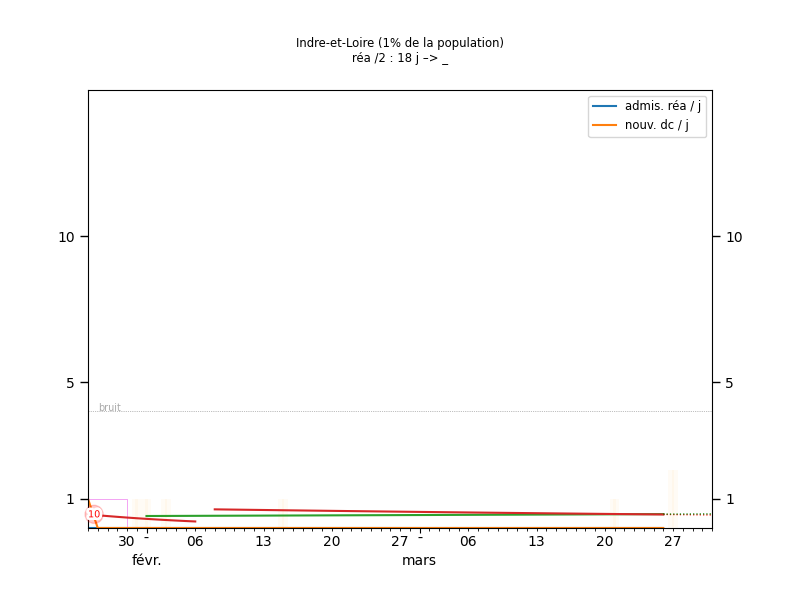 Indre-et-Loire (1% de la population)
réa /2 : 18 j –> _
admis. réa / j
nouv. dc / j
10 10
5 5
bruit
1 1
10
30 - 06 13 20 27 - 06 13 20 27
févr. mars